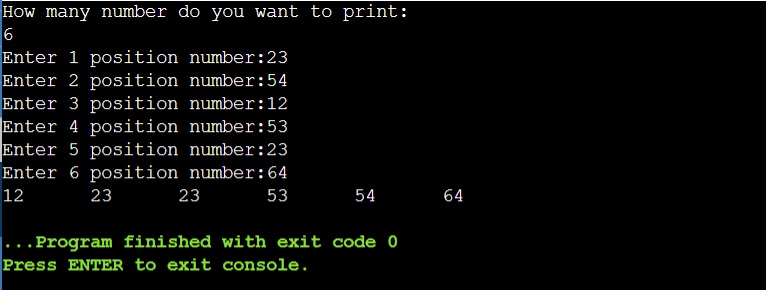 How many number do you want to print:
6
Enter 1 position number:23
Enter 2 position number:54
Enter 3 position number:12
Enter 4 position number:53
Enter 5 position number:23
Enter 6 position number:64
12      23      23      53      54      64
...Program finished with exit code 0
Press ENTER to exit console.